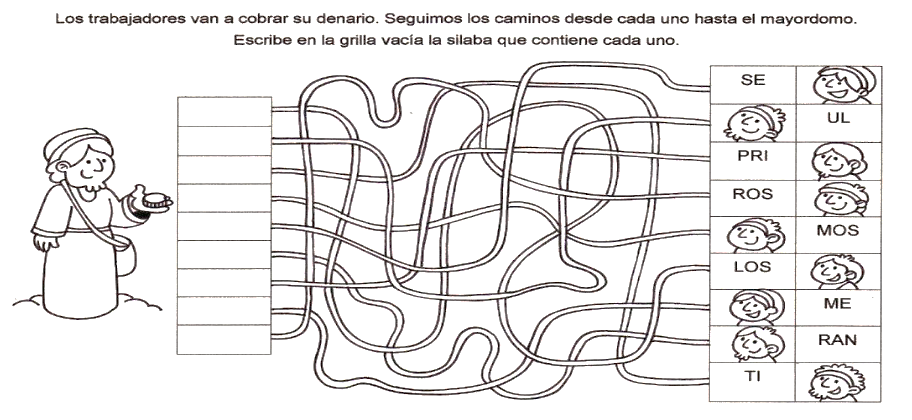 Los trabajadores van a cobrar su denario. Seguimos los caminos desde cada uno hasta el mayordomo.
Escribe en la grilla vacía la silaba que contiene cada uno.
SE
UL
PRI
ROS
MOS
LOS
ME
RAN
TI